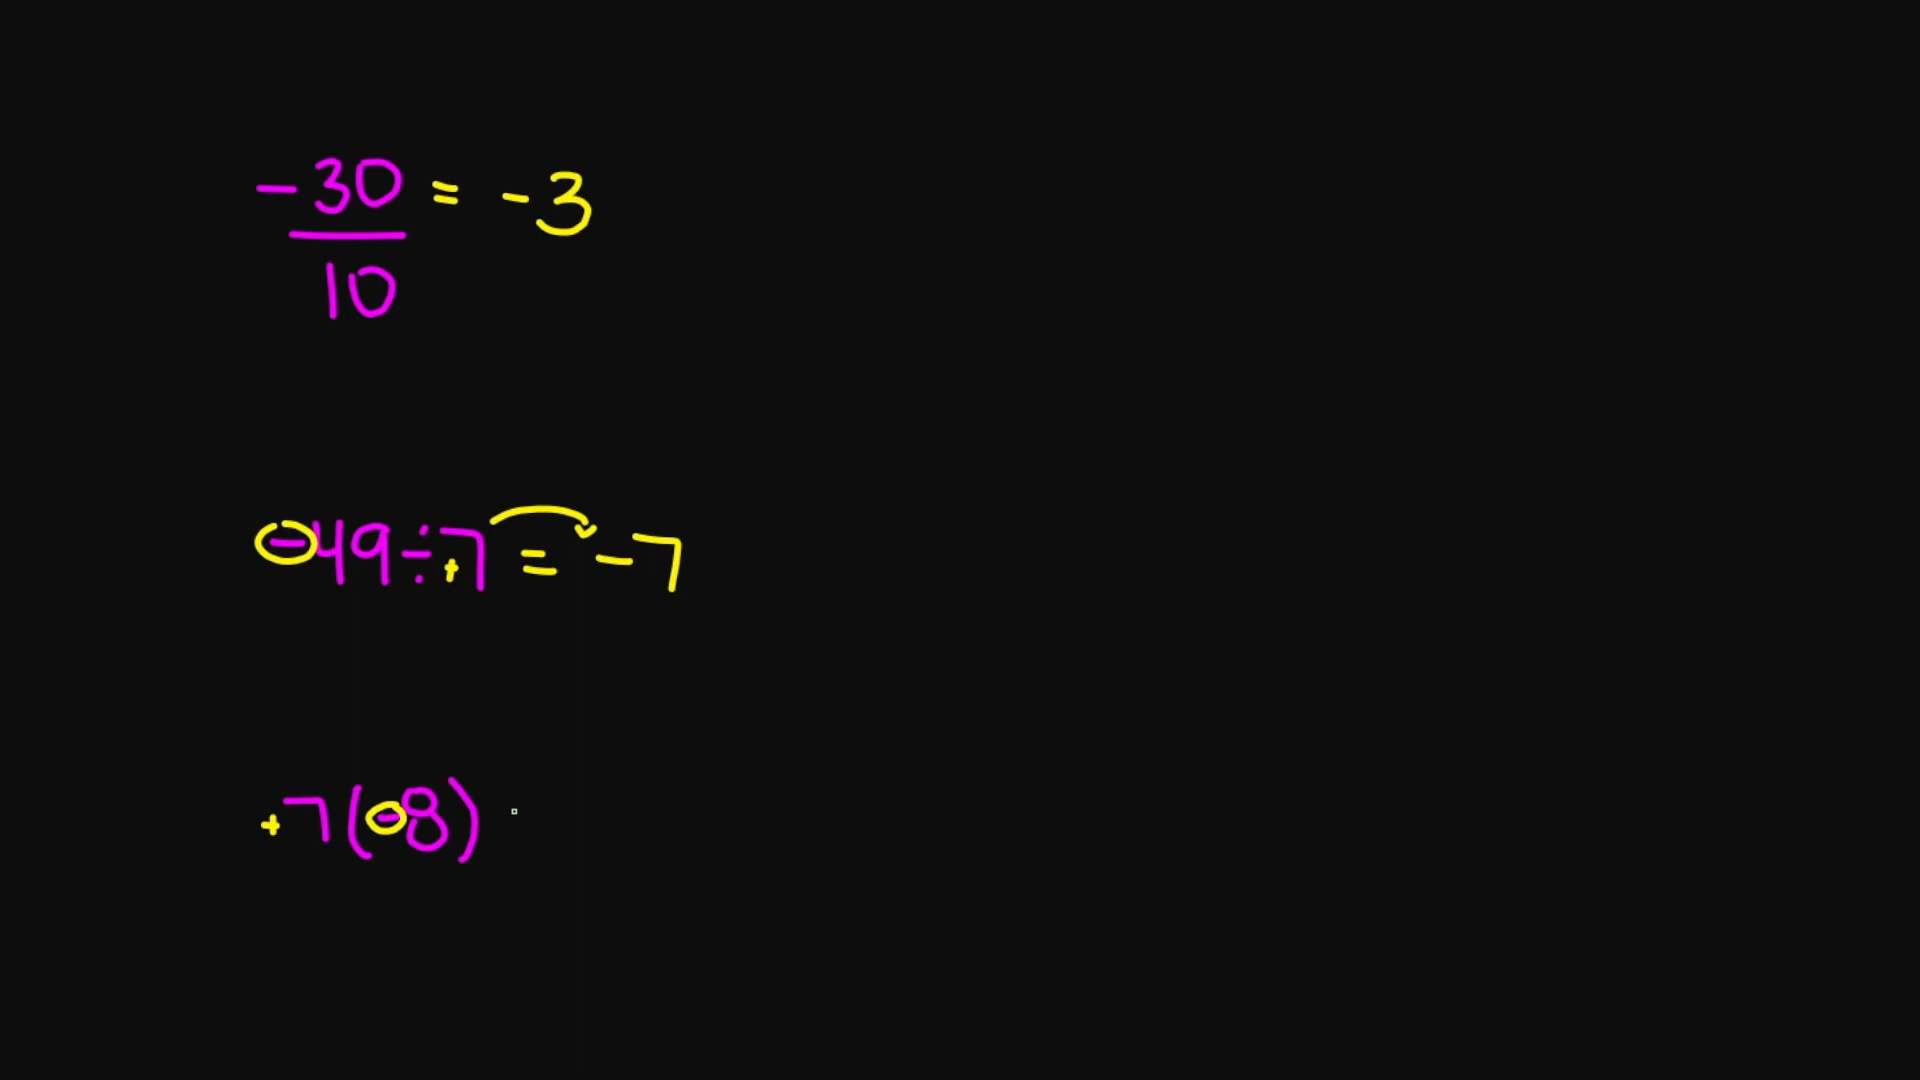 -30 = -3
10
-49÷+7 = -7
+7(-8)